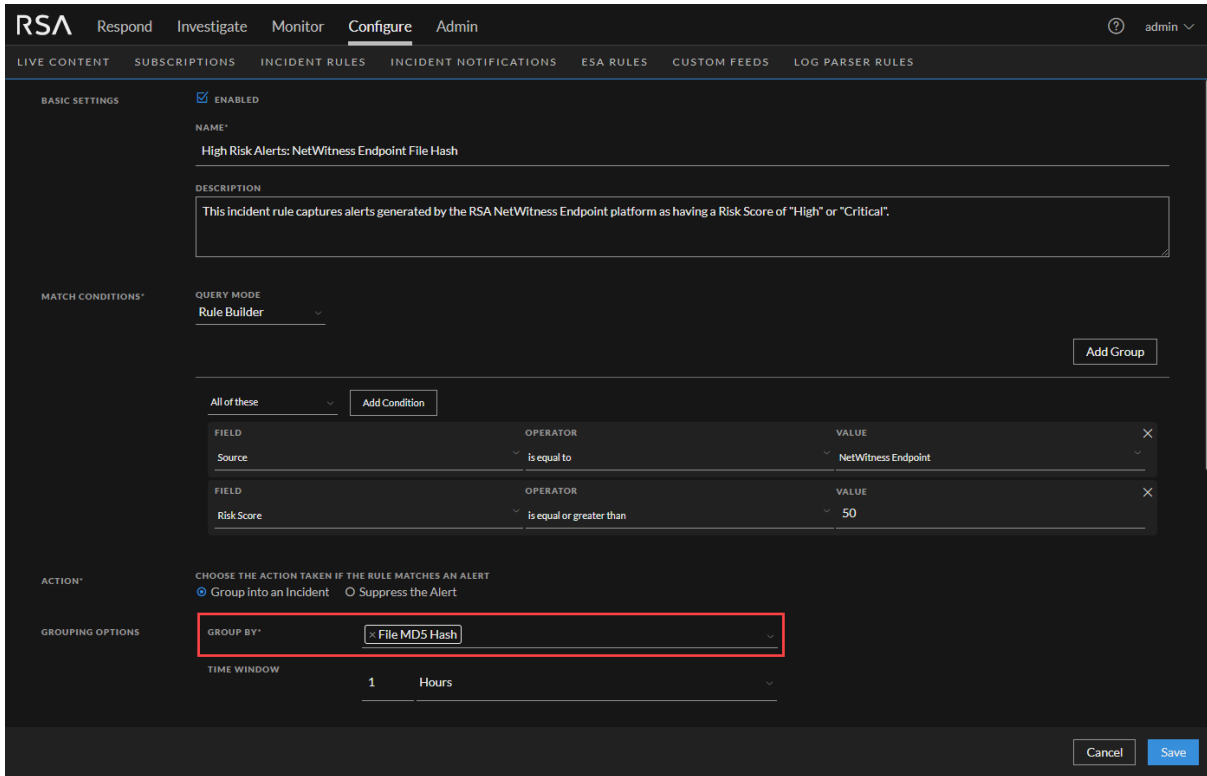 RSA Respond Investigate Monitor Configure Admin admin
LIVE CONTENT SUBSCRIPTIONS INCIDENT RULES INCIDENT NOTIFICATIONS ESA RULES CUSTOM FEEDS LOG PARSER RULES
BASIC SETTINGS ENABLED
NAME*
High Risk Alerts: NetWitness Endpoint File Hash
DESCRIPTION
This incident rule captures alerts generated by the RSA NetWitness Endpoint platform as having a Risk Score of "High" or "Critical".
MATCH CONDITIONS* QUERY MODE
Rule Builder
Add Group
All of these Add Condition
FIELD OPERATOR VALUE
Source is equal to NetWitness Endpoint
FIELD OPERATOR VALUE
Risk Score is equal or greater than 50
ACTION* CHOOSE THE ACTION TAKEN IF THE RULE MATCHES AN ALERT
Group into an Incident Suppress the Alert
GROUPING OPTIONS GROUP BY* × File MD5 Hash
TIME WINDOW
1 Hours
Cancel Save